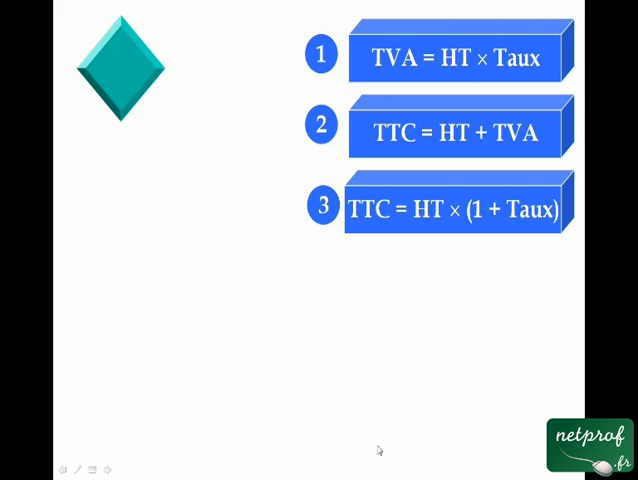 1 TVA = HT × Taux
2 TTC = HT + TVA
3 TTC = HT × (1 + Taux)
netprof
.fr